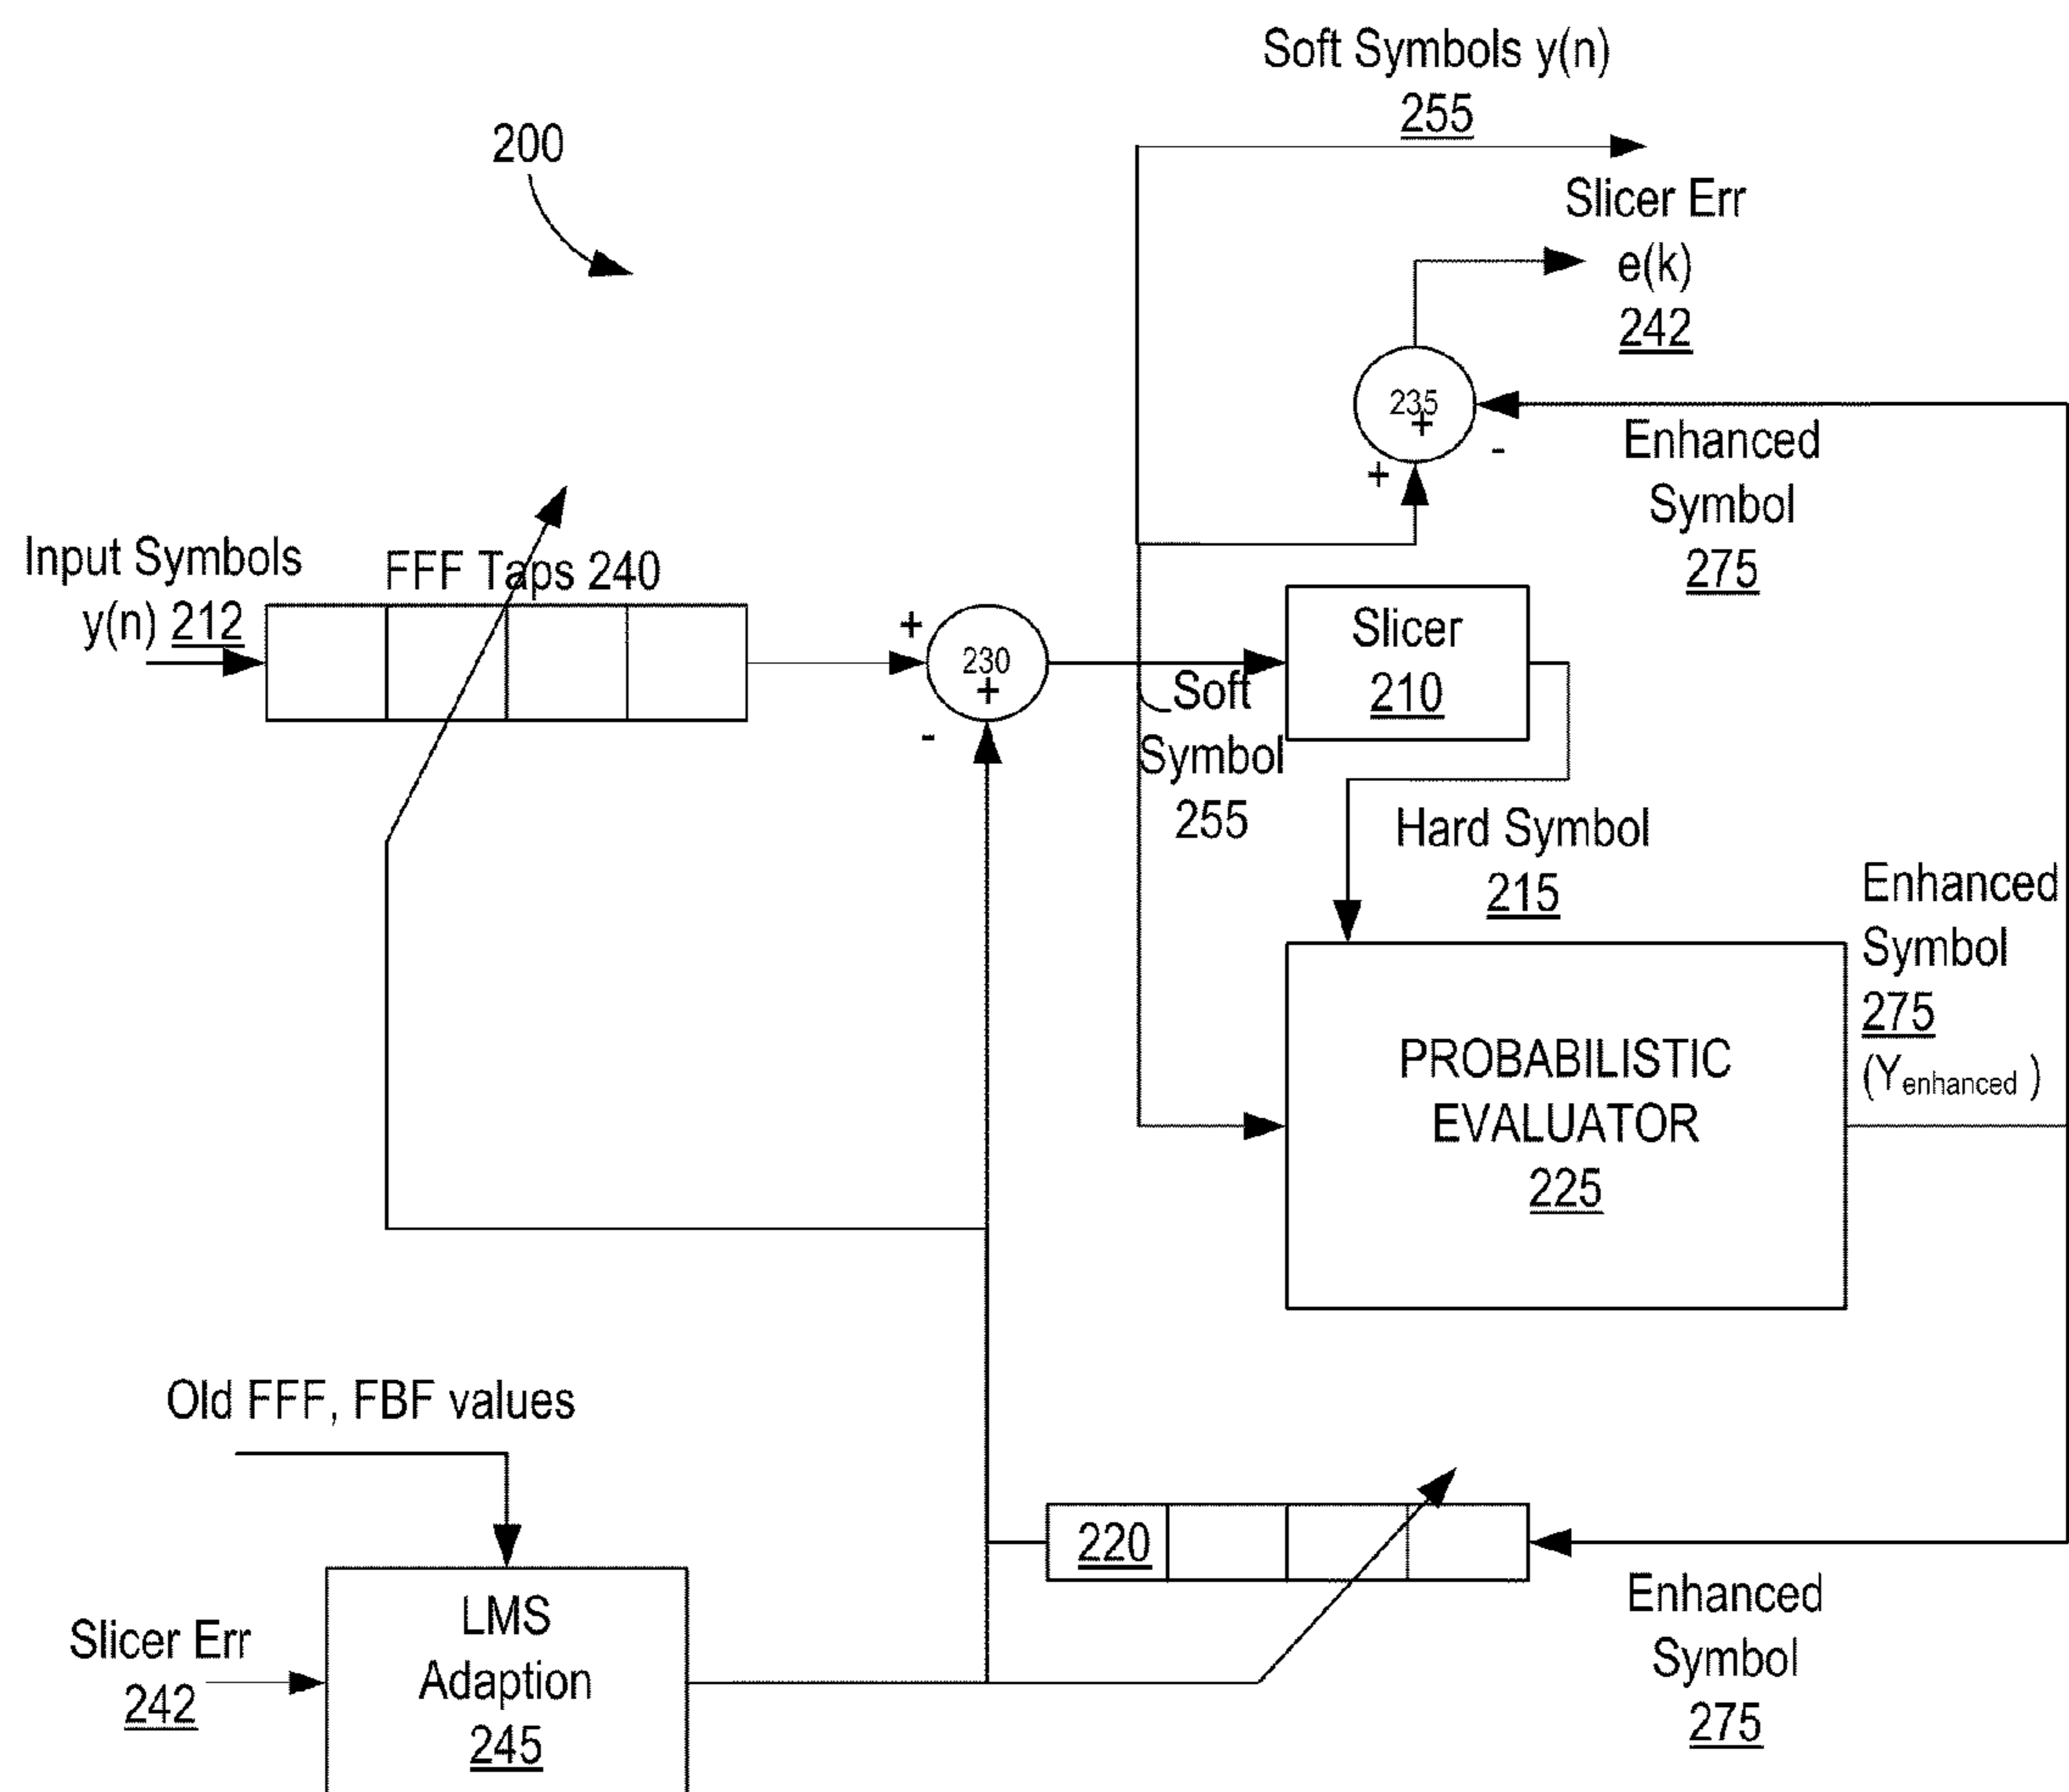 Soft Symbols y(n)
255
200
Slicer Err
e(k)
242
235
+
+
-
Enhanced
Symbol
275
Input Symbols
y(n) 212
FFF Taps 240
+
230
+
-
Slicer
210
Soft
Symbol
255
Hard Symbol
215
Enhanced
Symbol
275
(Yenhanced )
PROBABILISTIC
EVALUATOR
225
Old FFF, FBF values
220
Slicer Err
242
LMS
Adaption
245
Enhanced
Symbol
275